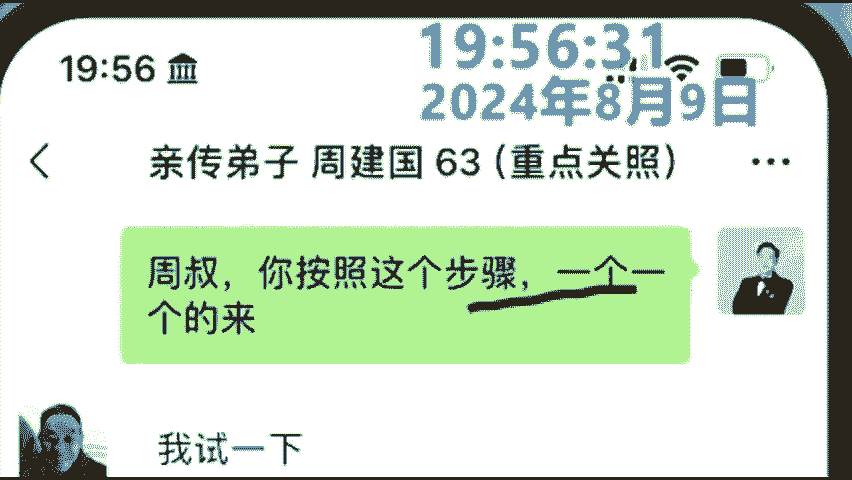 19:56
19:56:31
2024年8月9日
亲传弟子 周建国 63（重点关照）
周叔，你按照这个步骤，一个一
个的来
我试一下